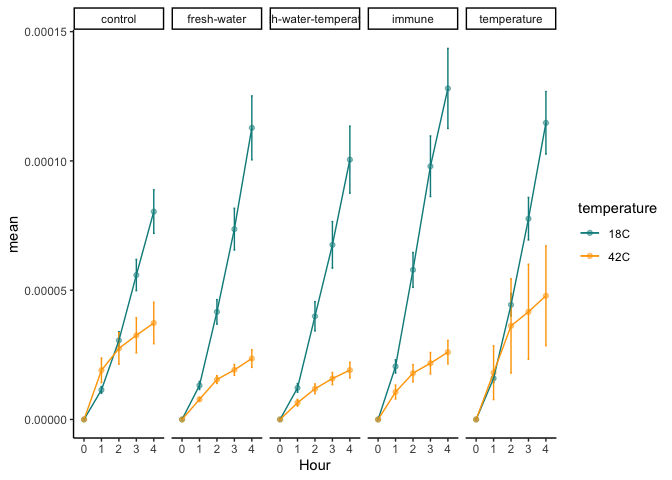 control fresh-water h-water-temperat immune temperature
0.00015
0.00010
0.00005
0.00000
mean
0 1 2 3 4 0 1 2 3 4 0 1 2 3 4 0 1 2 3 4 0 1 2 3 4
Hour
temperature
18C
42C